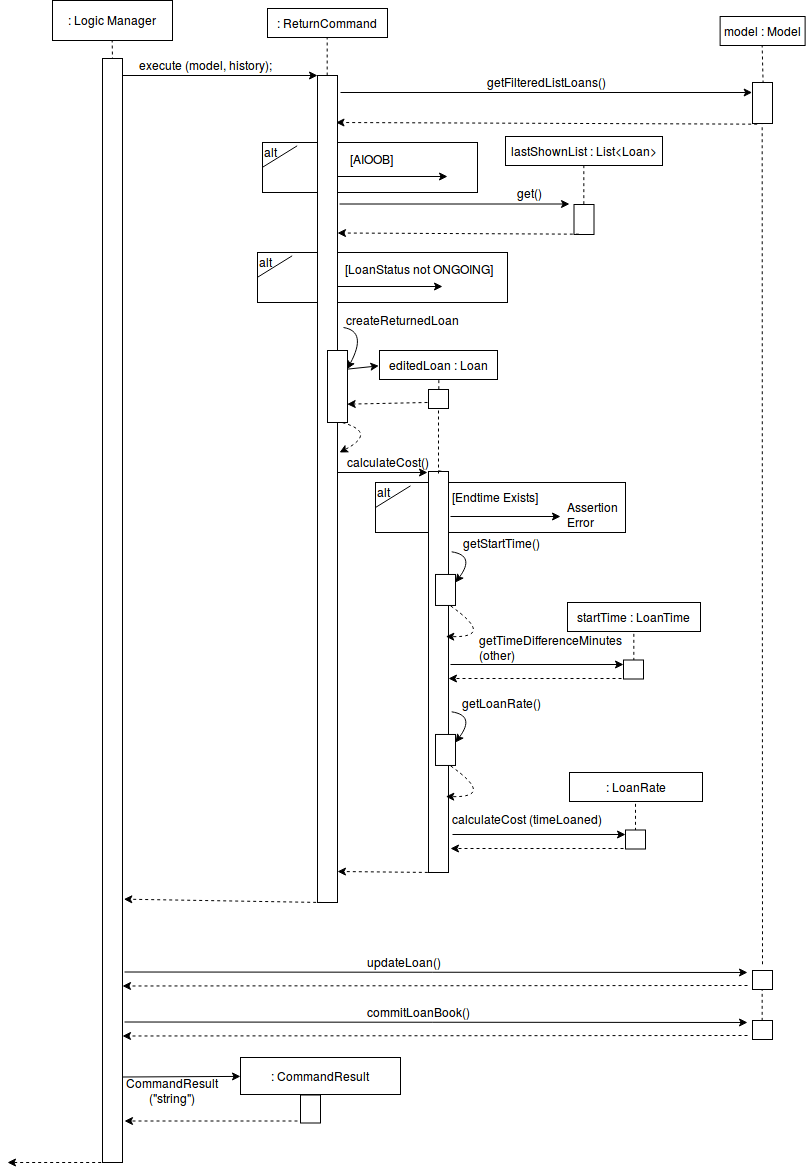 : Logic Manager
: ReturnCommand
model : Model
execute (model, history);
getFilteredListLoans()
alt
[AIOOB]
lastShownList : List<Loan>
get()
alt
[LoanStatus not ONGOING]
createReturnedLoan
editedLoan : Loan
calculateCost()
alt
[Endtime Exists]
Assertion
Error
getStartTime()
startTime : LoanTime
getTimeDifferenceMinutes
(other)
getLoanRate()
: LoanRate
calculateCost (timeLoaned)
updateLoan()
commitLoanBook()
: CommandResult
CommandResult
("string")